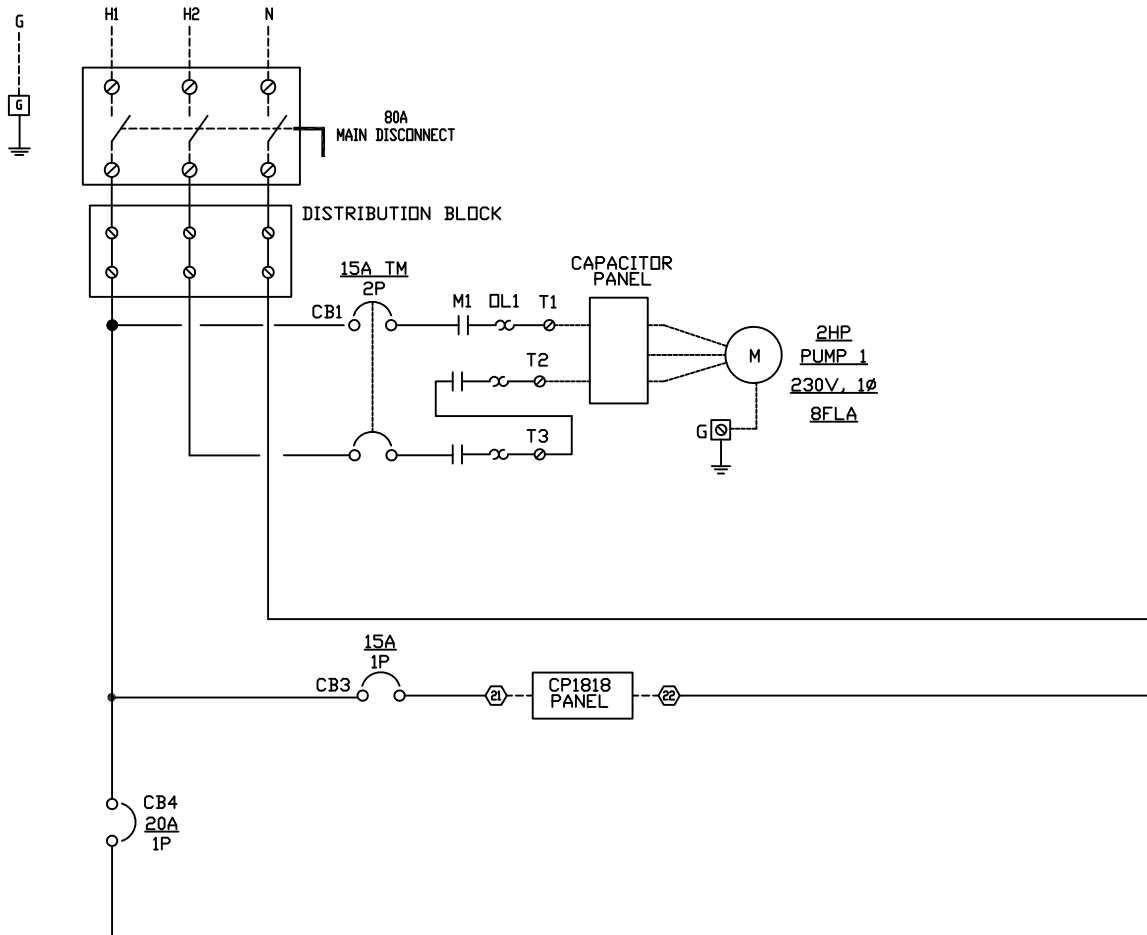 G
H1
H2
N
G
80A
MAIN DISCONNECT
DISTRIBUTION BLOCK
15A TM
2P
CB1
M1
OL1
T1
CAPACITOR
PANEL
T2
T3
M
2HP
PUMP 1
230V, 1Ø
8FLA
G
15A
1P
CB3
21
CP1818
PANEL
22
CB4
20A
1P